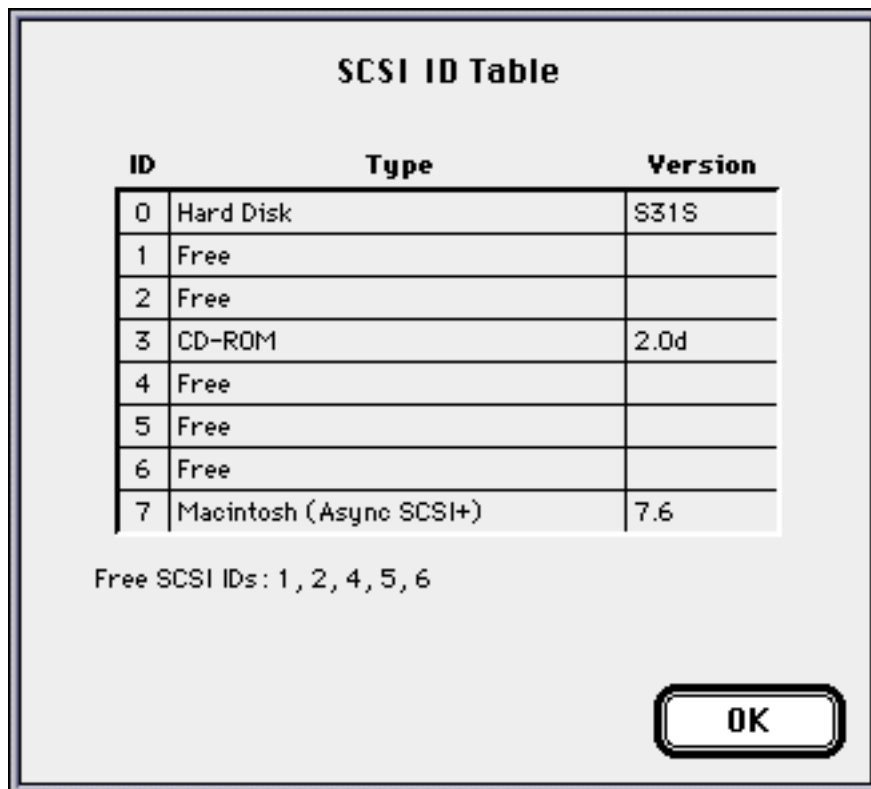 SCSI ID Table
ID Type Version
0 Hard Disk S31S
1 Free
2 Free
3 CD-ROM 2.0d
4 Free
5 Free
6 Free
7 Macintosh (Async SCSI+) 7.6
Free SCSI IDs: 1, 2, 4, 5, 6
OK